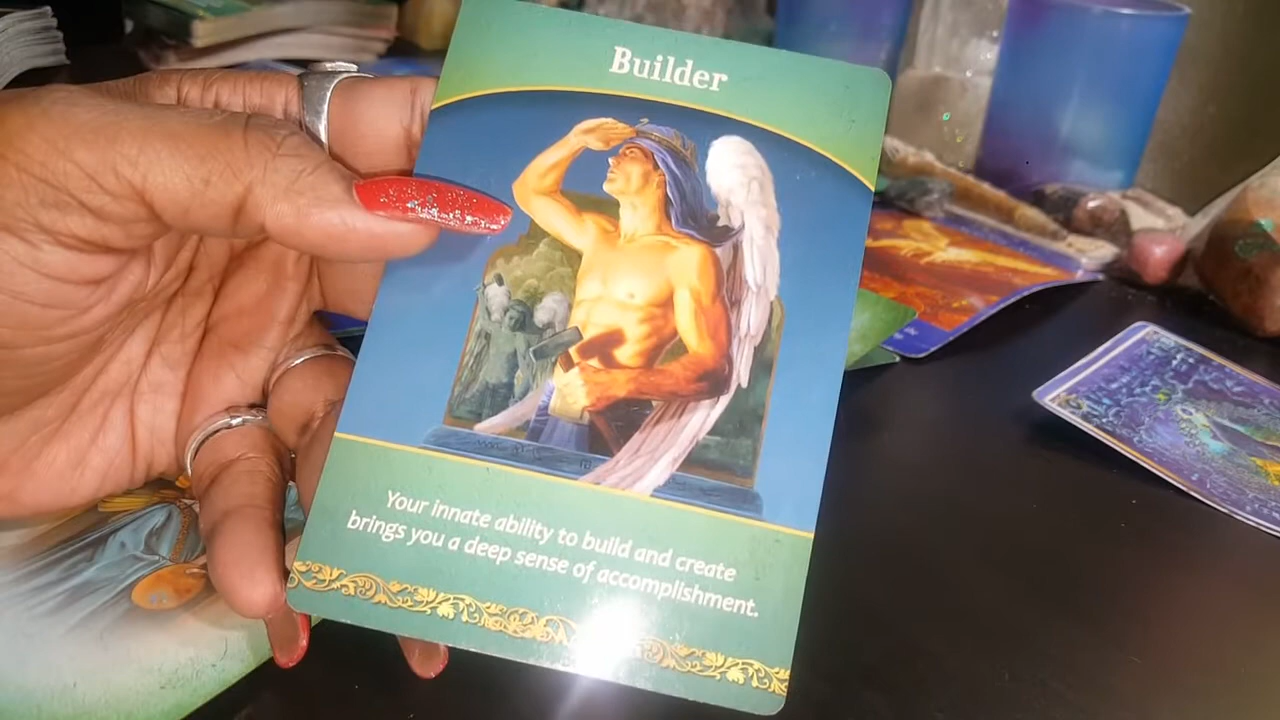 Builder
Your innate ability to build and create
brings you a deep sense of accomplishment.